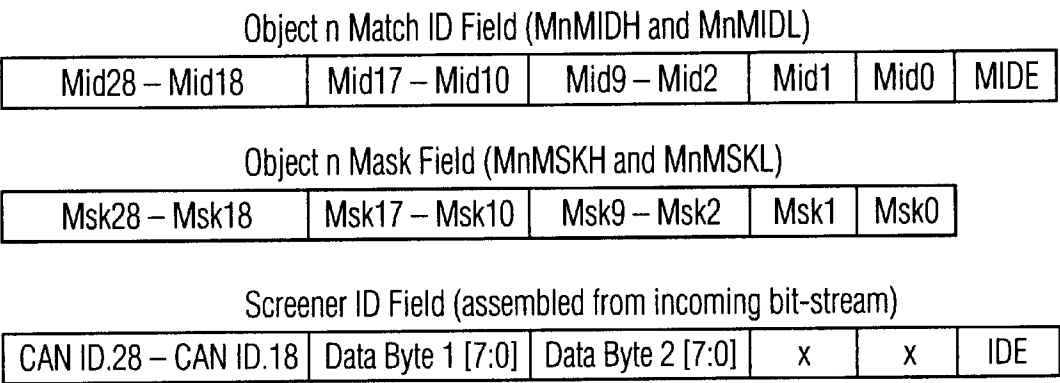 Object n Match ID Field (MnMIDH and MnMIDL)
Mid28 – Mid18 Mid17 – Mid10 Mid9 – Mid2 Mid1 Mid0 MIDE
Object n Mask Field (MnMSKH and MnMSKL)
Msk28 – Msk18 Msk17 – Msk10 Msk9 – Msk2 Msk1 Msk0
Screener ID Field (assembled from incoming bit-stream)
CAN ID.28 – CAN ID.18 Data Byte 1 [7:0] Data Byte 2 [7:0] x x IDE